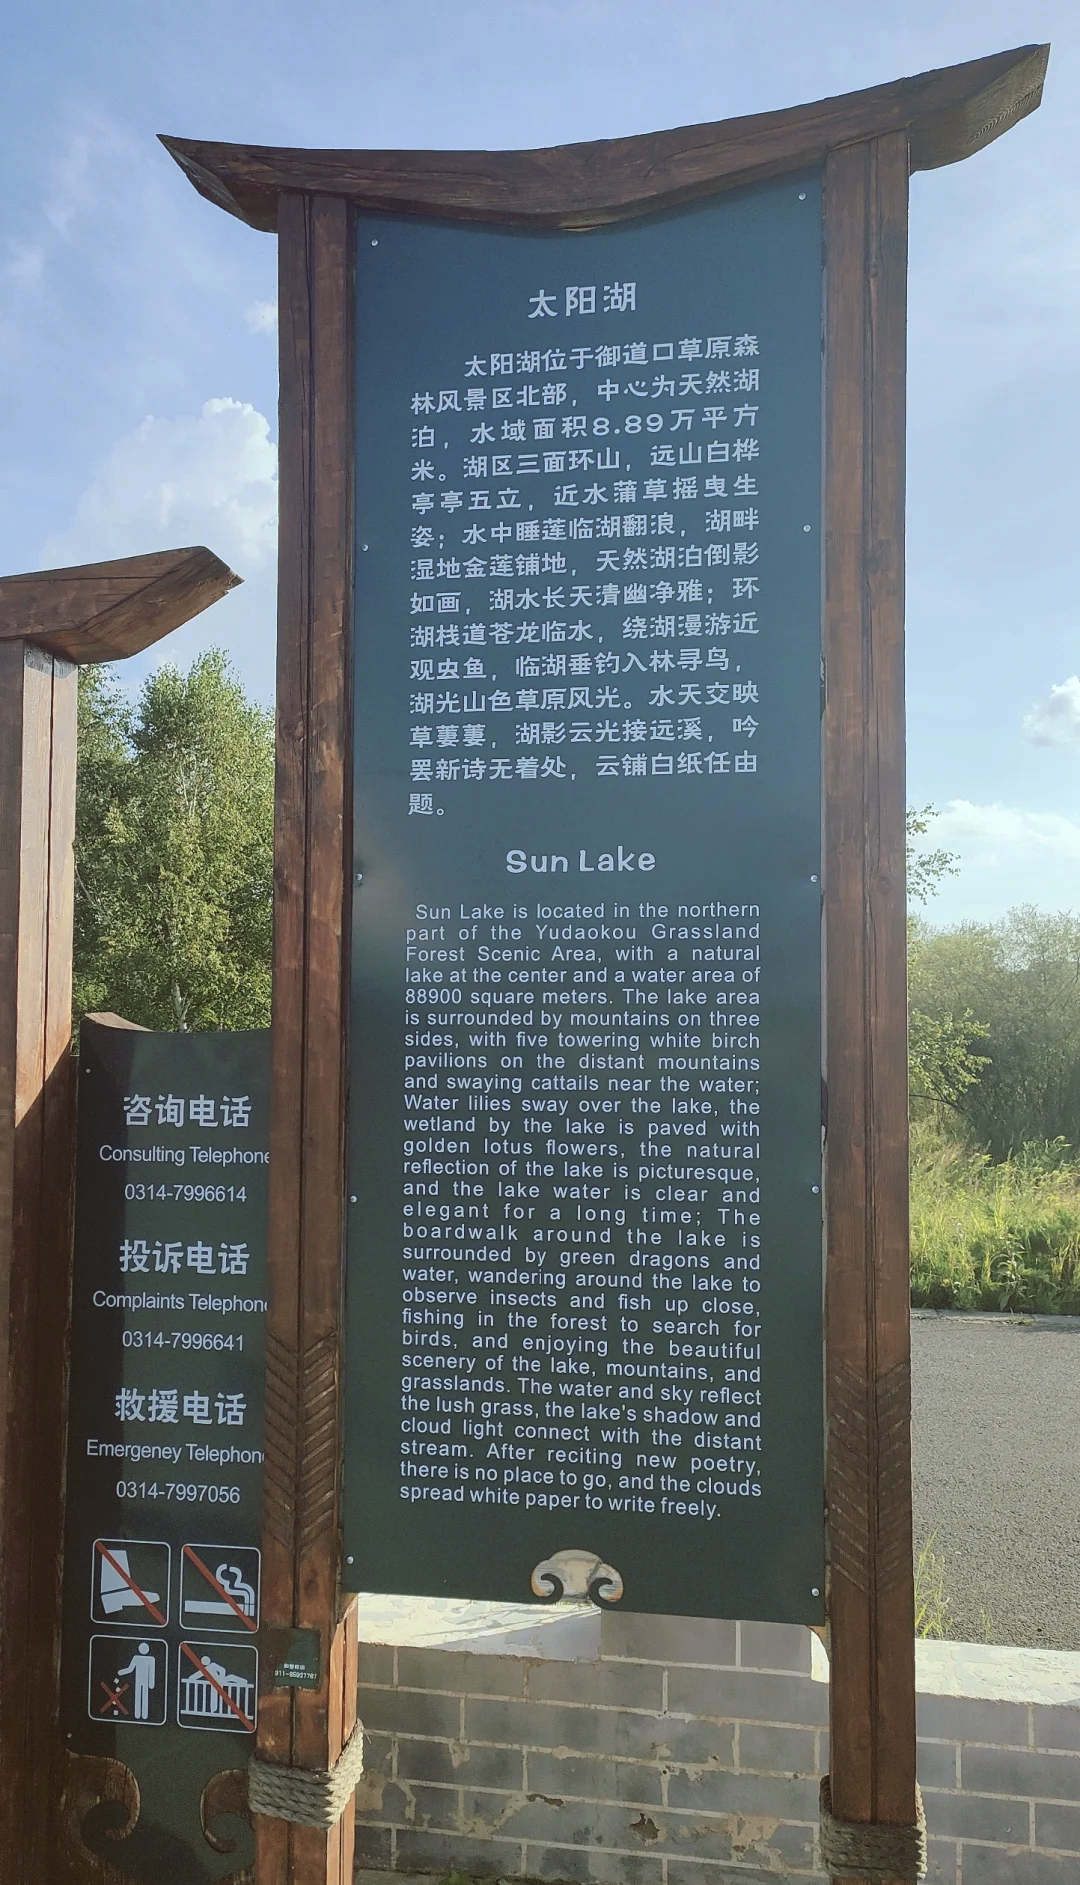 太阳湖
太阳湖位于御道口草原森
林风景区北部，中心为天然湖
泊，水域面积8.89万平方
米。湖区三面环山，远山白桦
亭亭五立，近水蒲草摇曳生
姿；水中睡莲临湖翻浪，湖畔
湿地金莲铺地，天然湖泊倒影
如画，湖水长天清幽净雅；环
湖栈道苍龙临水，绕湖漫游近
观虫鱼，临湖垂钓入林寻鸟，
湖光山色草原风光。水天交映
草萋萋，湖影云光接远溪，吟
罢新诗无着处，云铺白纸任由
题。
Sun Lake
Sun Lake is located in the northern
part of the Yudaokou Grassland
Forest Scenic Area, with a natural
lake at the center and a water area of
88900 square meters. The lake area
is surrounded by mountains on three
sides, with five towering white birch
pavilions on the distant mountains
and swaying cattails near the water;
Water lilies sway over the lake, the
wetland by the lake is paved with
golden lotus flowers, the natural
reflection of the lake is picturesque,
and the lake water is clear and
elegant for a long time; The
boardwalk around the lake is
surrounded by green dragons and
water, wandering around the lake to
observe insects and fish up close,
fishing in the forest to search for
birds, and enjoying the beautiful
scenery of the lake, mountains, and
grasslands. The water and sky reflect
the lush grass, the lake's shadow and
cloud light connect with the distant
stream. After reciting new poetry,
there is no place to go, and the clouds
spread white paper to write freely.
咨询电话
Consulting Telephone
0314-7996614
投诉电话
Complaints Telephone
0314-7996641
救援电话
Emergeney Telephone
0314-7997056